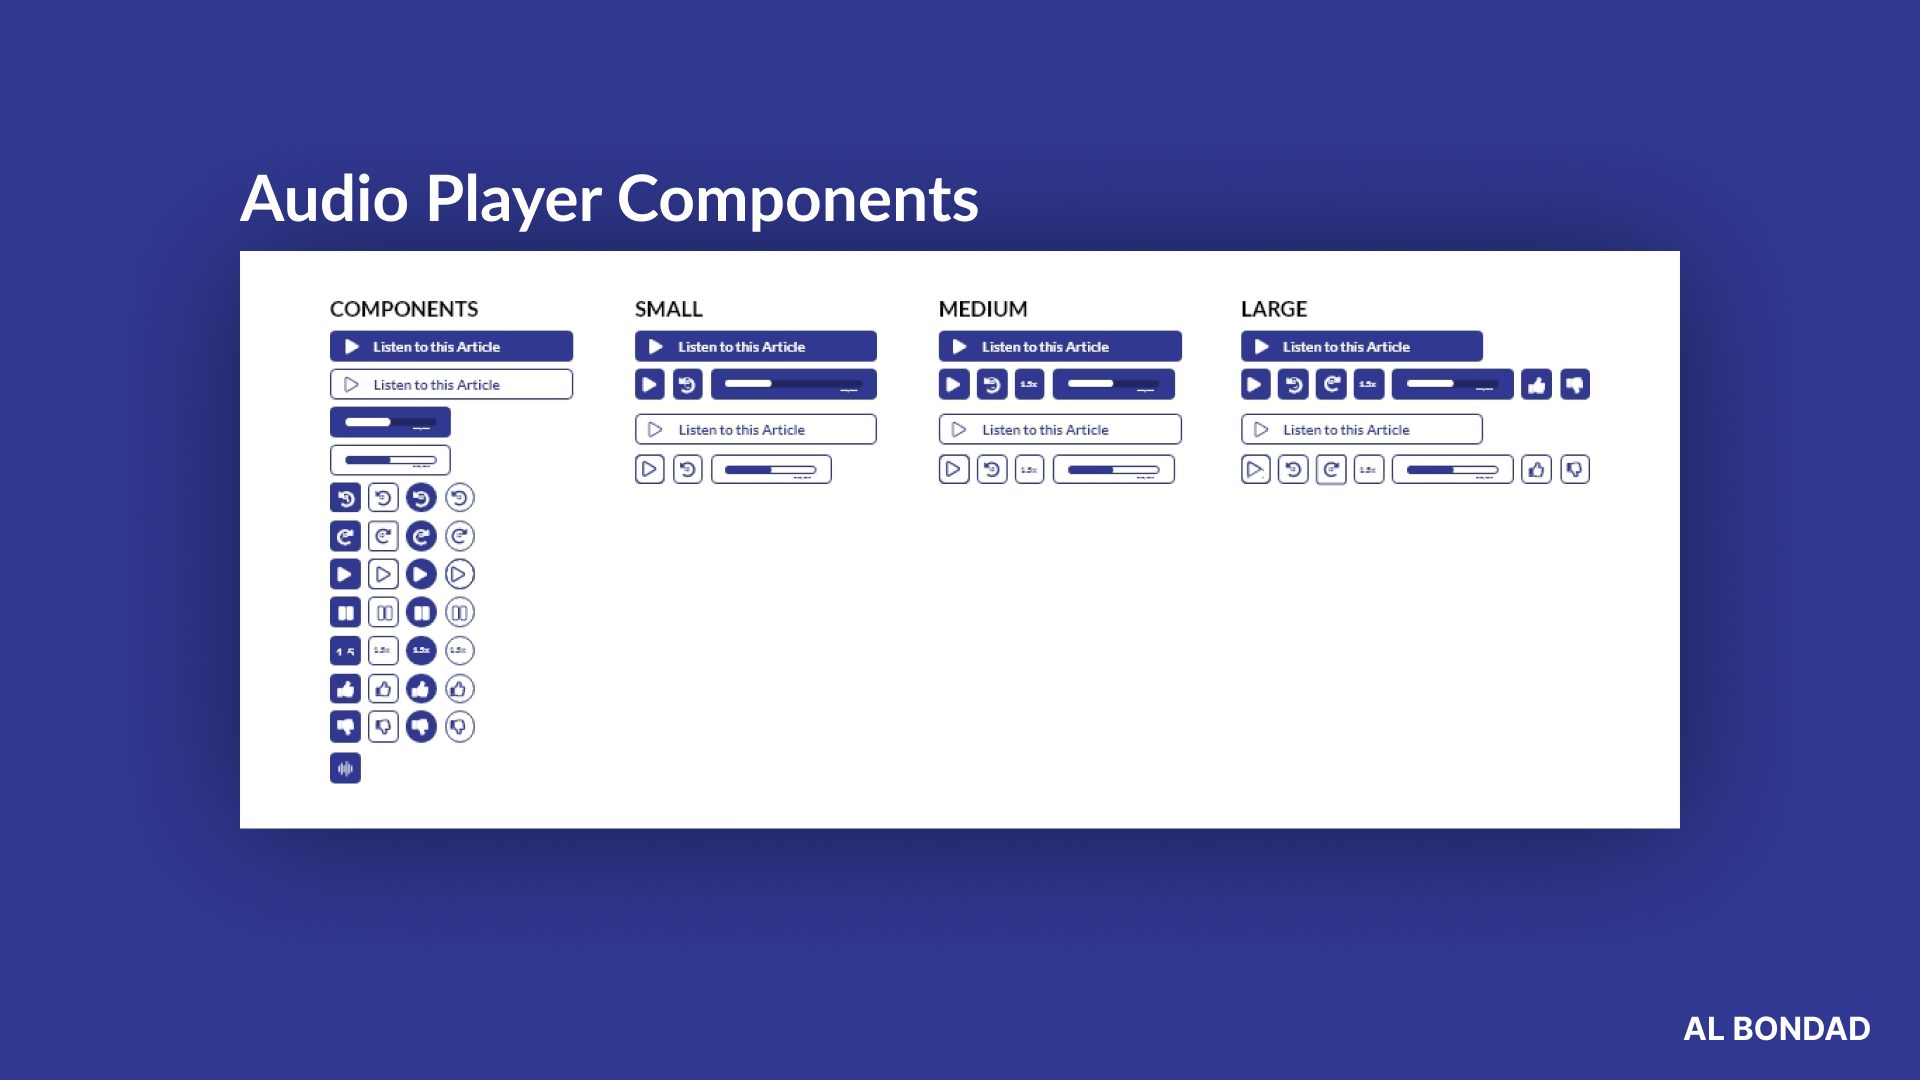 Audio Player Components
COMPONENTS
Listen to this Article
Listen to this Article
1.5
1.5x
1.5x
1.5x
SMALL
Listen to this Article
Listen to this Article
MEDIUM
Listen to this Article
1.5x
Listen to this Article
1.5x
LARGE
Listen to this Article
1.5x
Listen to this Article
1.5x
AL BONDAD